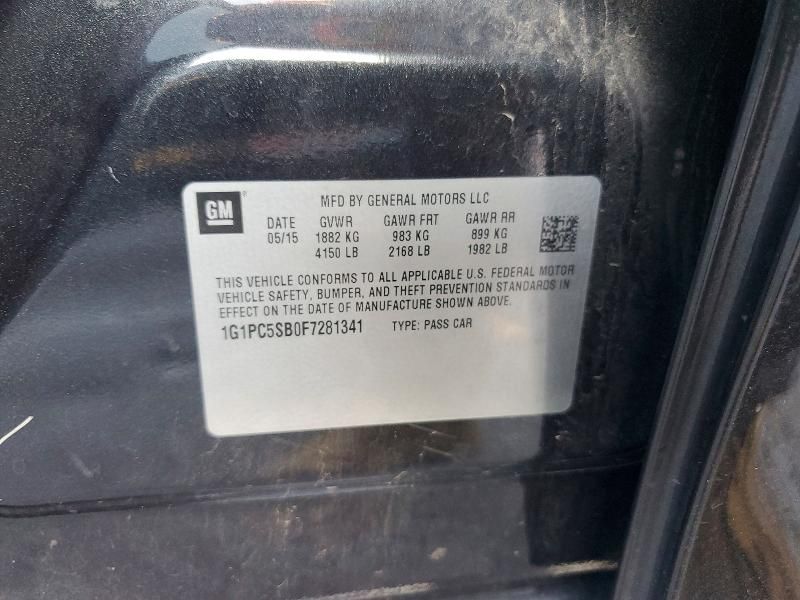 GM
MFD BY GENERAL MOTORS LLC
DATE GVWR GAWR FRT GAWR RR
05/15 1882 KG 983 KG 899 KG
4150 LB 2168 LB 1982 LB
THIS VEHICLE CONFORMS TO ALL APPLICABLE U.S. FEDERAL MOTOR
VEHICLE SAFETY, BUMPER, AND THEFT PREVENTION STANDARDS IN
EFFECT ON THE DATE OF MANUFACTURE SHOWN ABOVE.
1G1PC5SB0F7281341 TYPE: PASS CAR